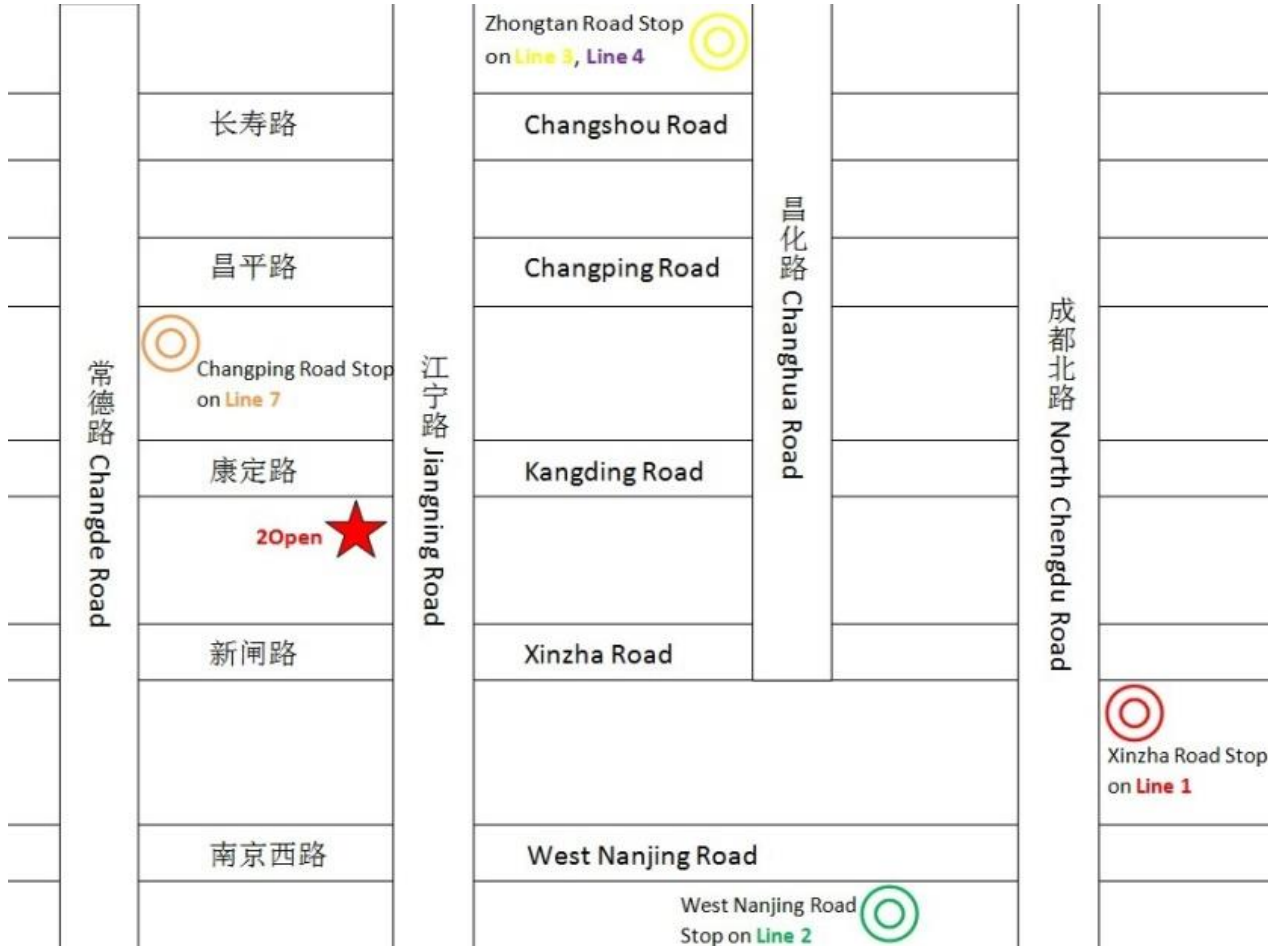 Zhongtan Road Stop
on Line 3, Line 4
长寿路 Changshou Road
昌平路 Changping Road
昌化路 Changhua Road
Changping Road Stop
on Line 7
常德路 Changde Road
江宁路 Jiangning Road
成都北路 North Chengdu Road
康定路 Kangding Road
2Open
新闸路 Xinzha Road
Xinzha Road Stop
on Line 1
南京西路 West Nanjing Road
West Nanjing Road
Stop on Line 2